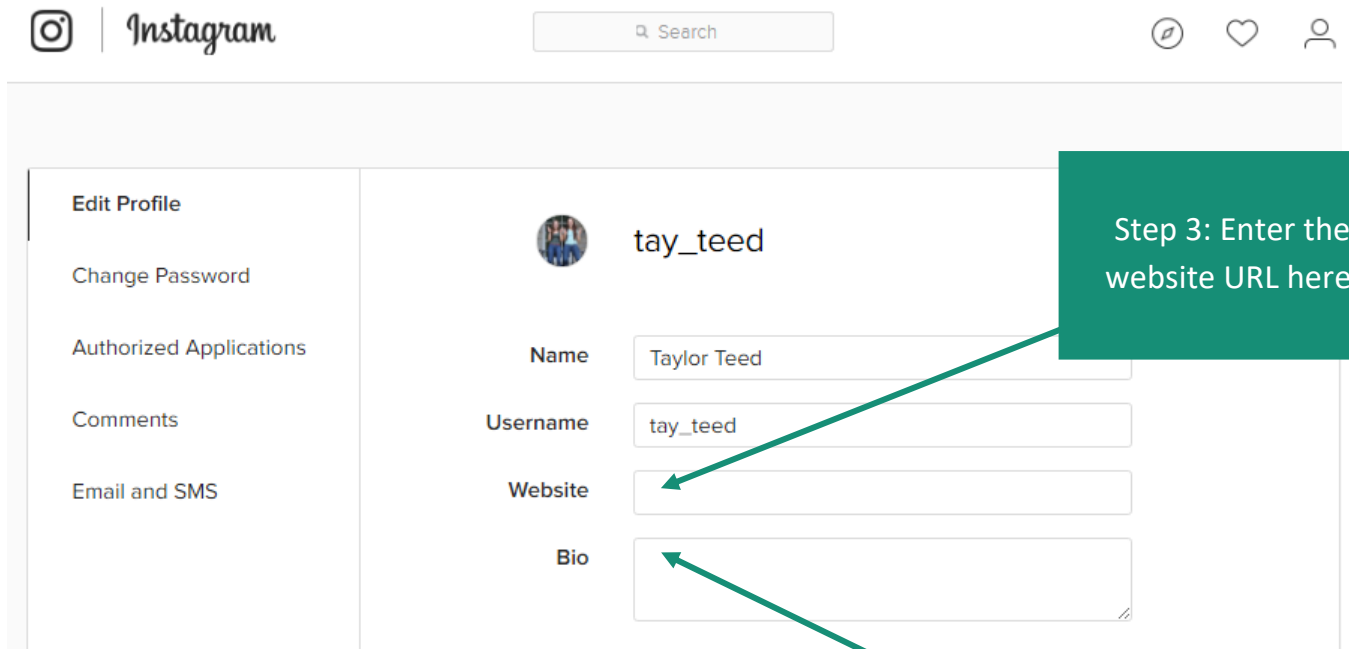 Instagram
Search
Edit Profile
Change Password
Authorized Applications
Comments
Email and SMS
tay_teed
Step 3: Enter the
website URL here
Name
Taylor Teed
Username
tay_teed
Website
Bio